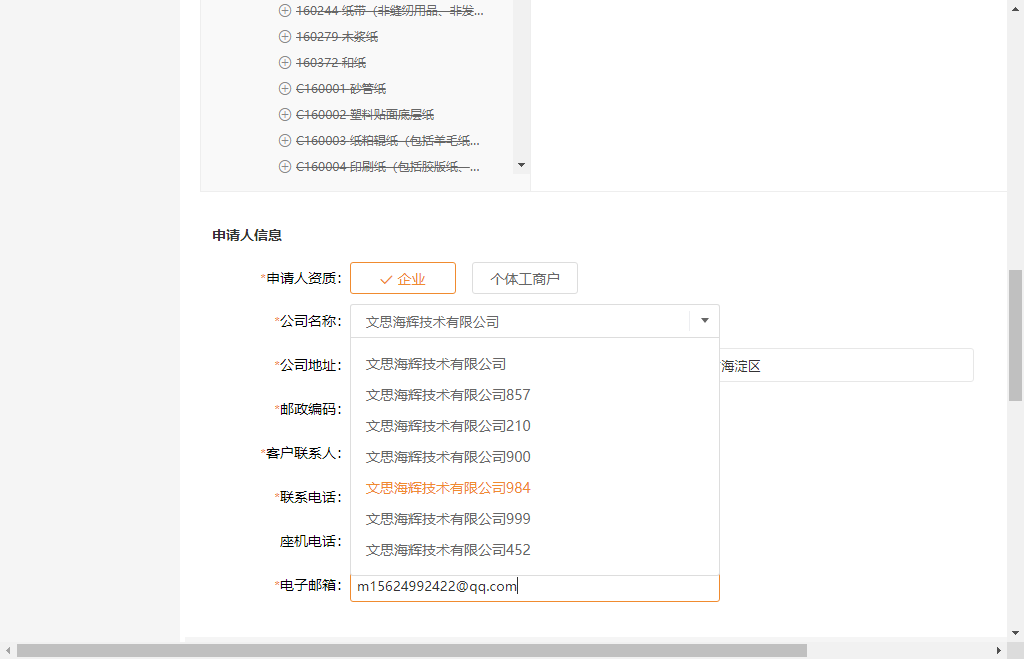 160244 纸带（非缝纫用品、非发...
160279 木浆纸
160372 和纸
C160001 砂管纸
C160002 塑料贴面底层纸
C160003 纸粕辊纸（包括羊毛纸...
C160004 印刷纸（包括胶版纸、...
申请人信息
*申请人资质： 企业 个体工商户
*公司名称： 文思海辉技术有限公司
*公司地址： 海淀区
文思海辉技术有限公司
文思海辉技术有限公司857
*邮政编码：
文思海辉技术有限公司210
*客户联系人： 文思海辉技术有限公司900
文思海辉技术有限公司984
*联系电话：
文思海辉技术有限公司999
座机电话： 文思海辉技术有限公司452
*电子邮箱： m15624992422@qq.com